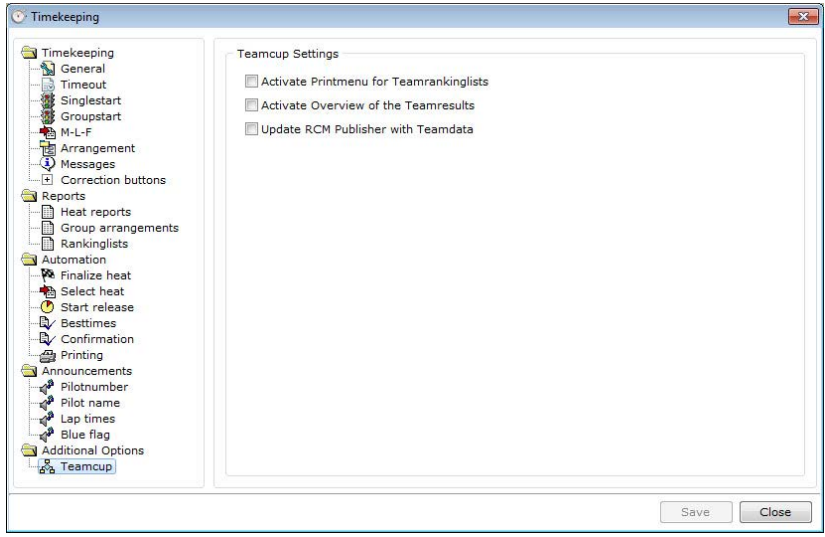 Timekeeping
Timekeeping
General
Timeout
Singlestart
Groupstart
M-L-F
Arrangement
Messages
Correction buttons
Reports
Heat reports
Group arrangements
Rankinglists
Automation
Finalize heat
Select heat
Start release
Besttimes
Confirmation
Printing
Announcements
Pilotnumber
Pilot name
Lap times
Blue flag
Additional Options
Teamcup
Teamcup Settings
Activate Printmenu for Teamrankinglists
Activate Overview of the Teamresults
Update RCM Publisher with Teamdata
Save
Close